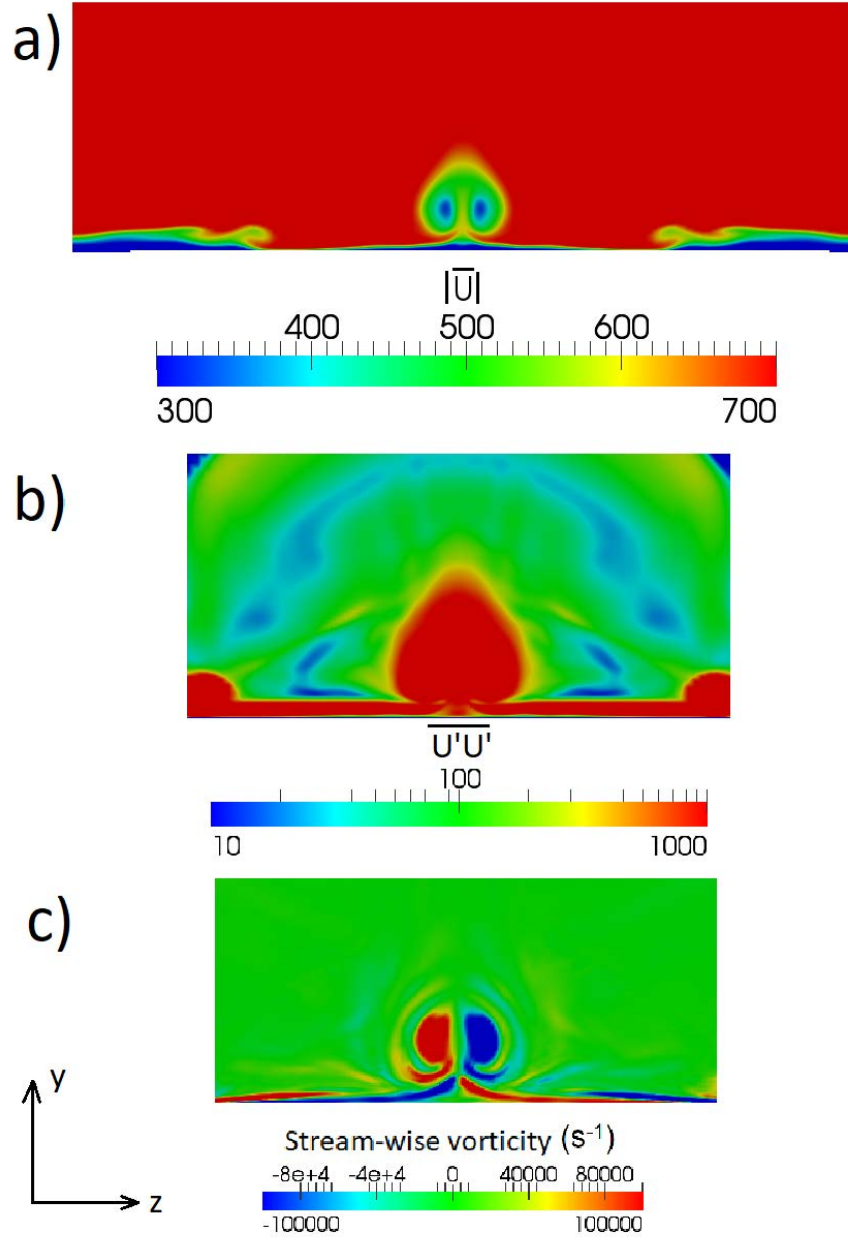 a)
|U̅|
400 500 600
300 700
b)
U'U'
100
10 1000
c)
y
z
Stream-wise vorticity (s⁻¹)
-8e+4 -4e+4 0 40000 80000
-100000 100000